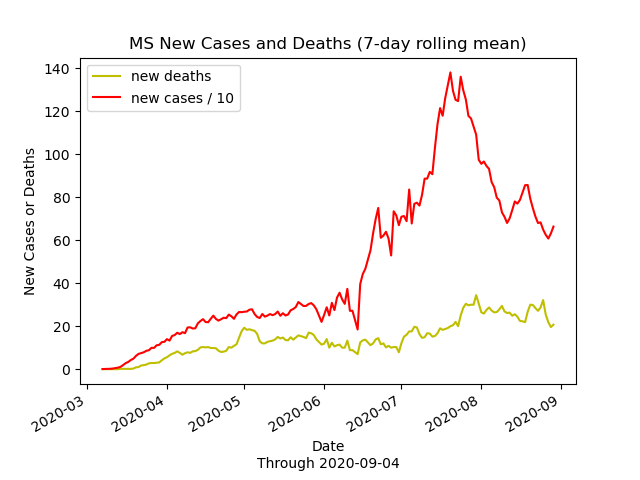 MS New Cases and Deaths (7-day rolling mean)
new deaths
new cases / 10
New Cases or Deaths
140
120
100
80
60
40
20
0
2020-03
2020-04
2020-05
2020-06
2020-07
2020-08
2020-09
Date
Through 2020-09-04